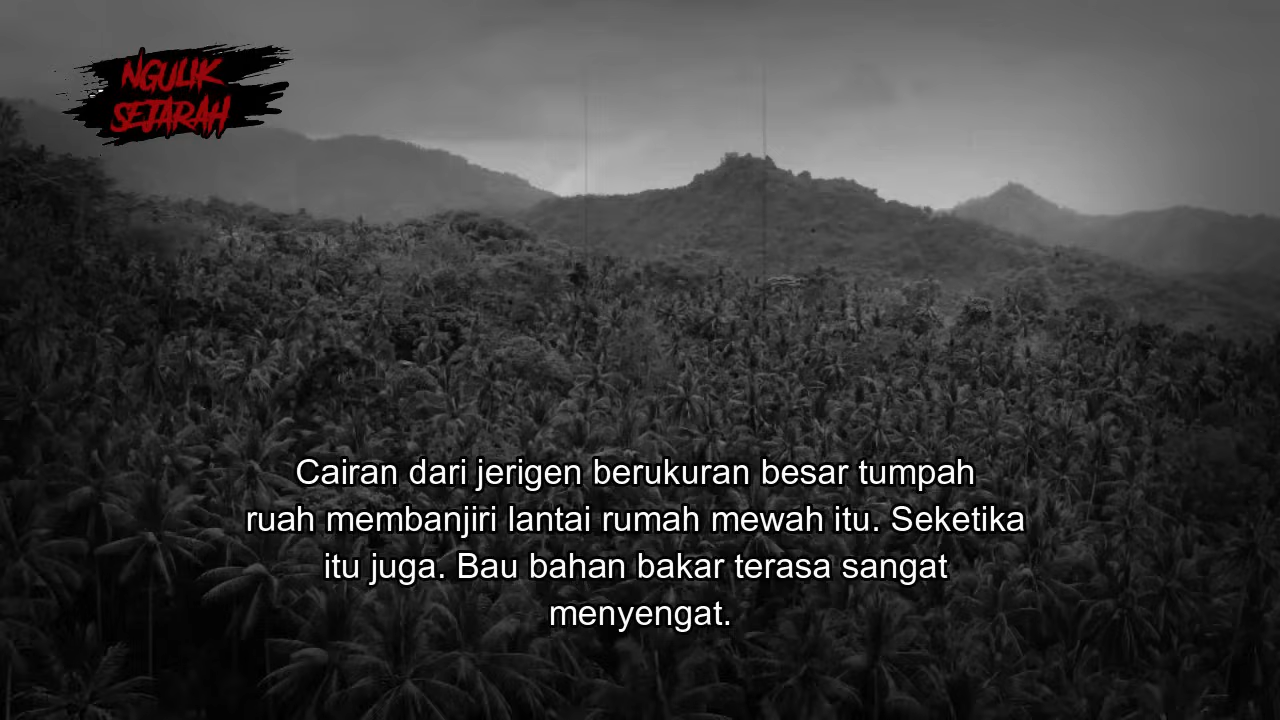 NGULIK
SEJARAH
Cairan dari jerigen berukuran besar tumpah
ruah membanjiri lantai rumah mewah itu. Seketika
itu juga. Bau bahan bakar terasa sangat
menyengat.